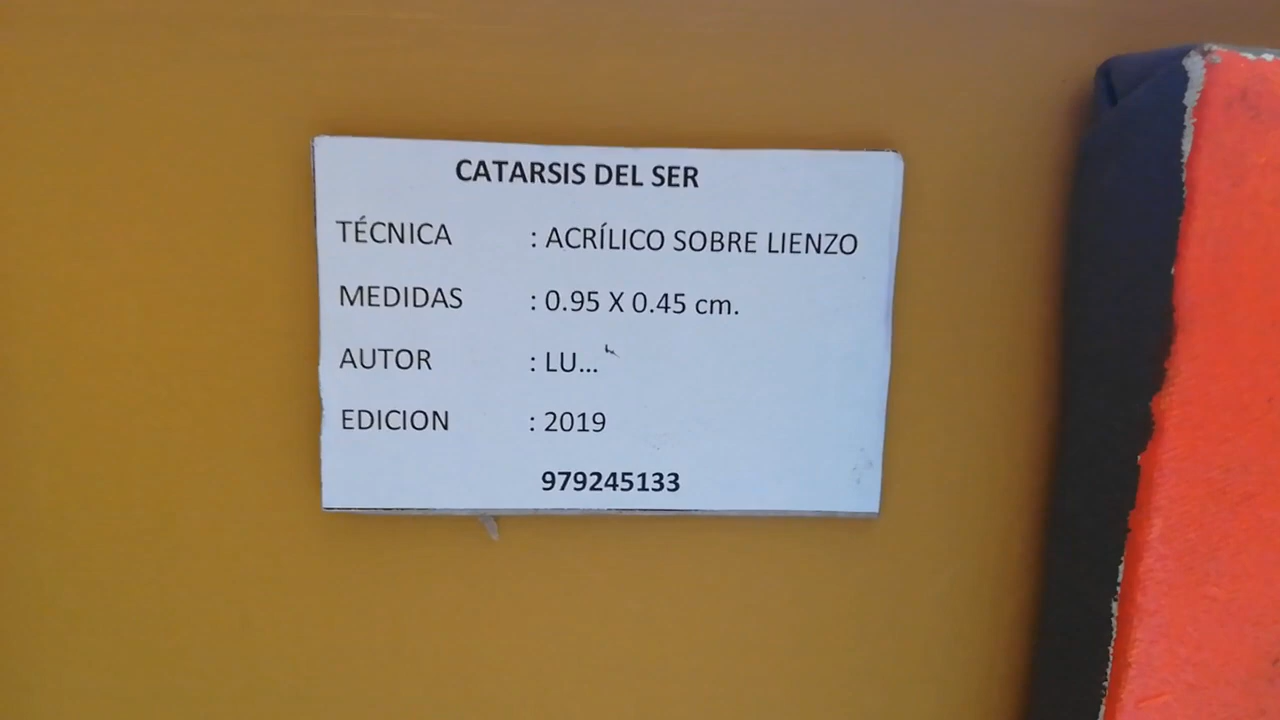 CATARSIS DEL SER
TÉCNICA : ACRÍLICO SOBRE LIENZO
MEDIDAS : 0.95 X 0.45 cm.
AUTOR : LU...
EDICION : 2019
979245133